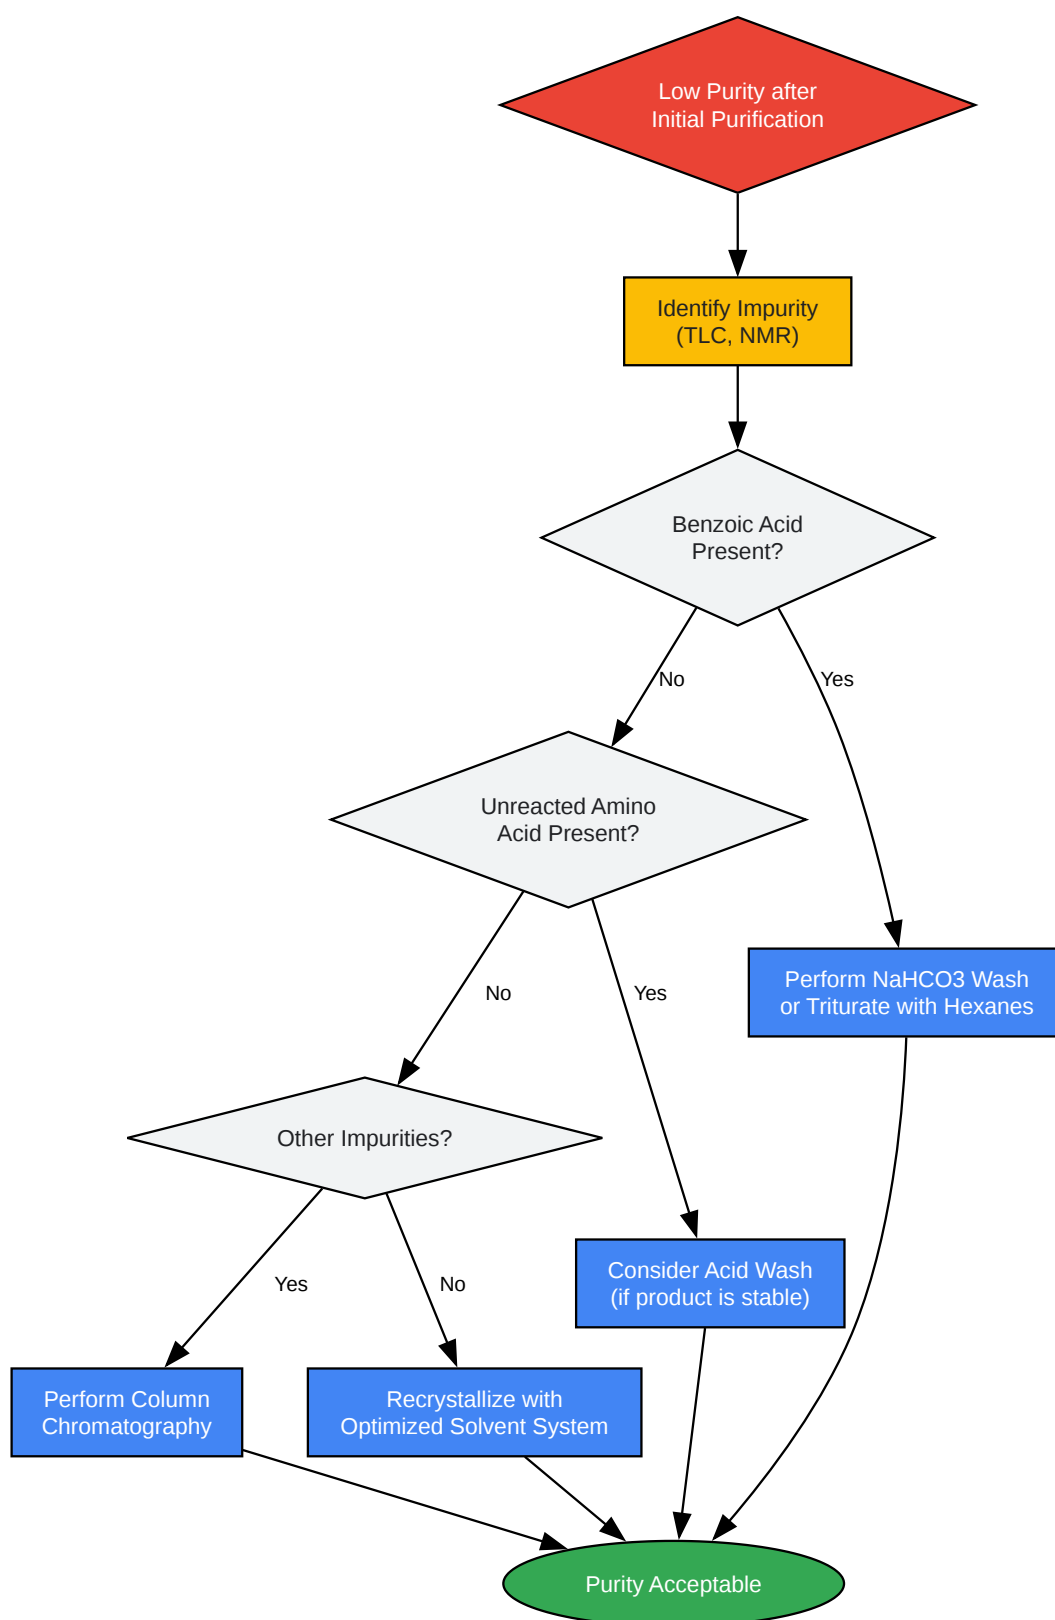 Low Purity after
Initial Purification
Identify Impurity
(TLC, NMR)
Benzoic Acid
Present?
No
Yes
Unreacted Amino
Acid Present?
No
Yes
Perform NaHCO3 Wash
or Triturate with Hexanes
Other Impurities?
Yes
No
Consider Acid Wash
(if product is stable)
Perform Column
Chromatography
Recrystallize with
Optimized Solvent System
Purity Acceptable